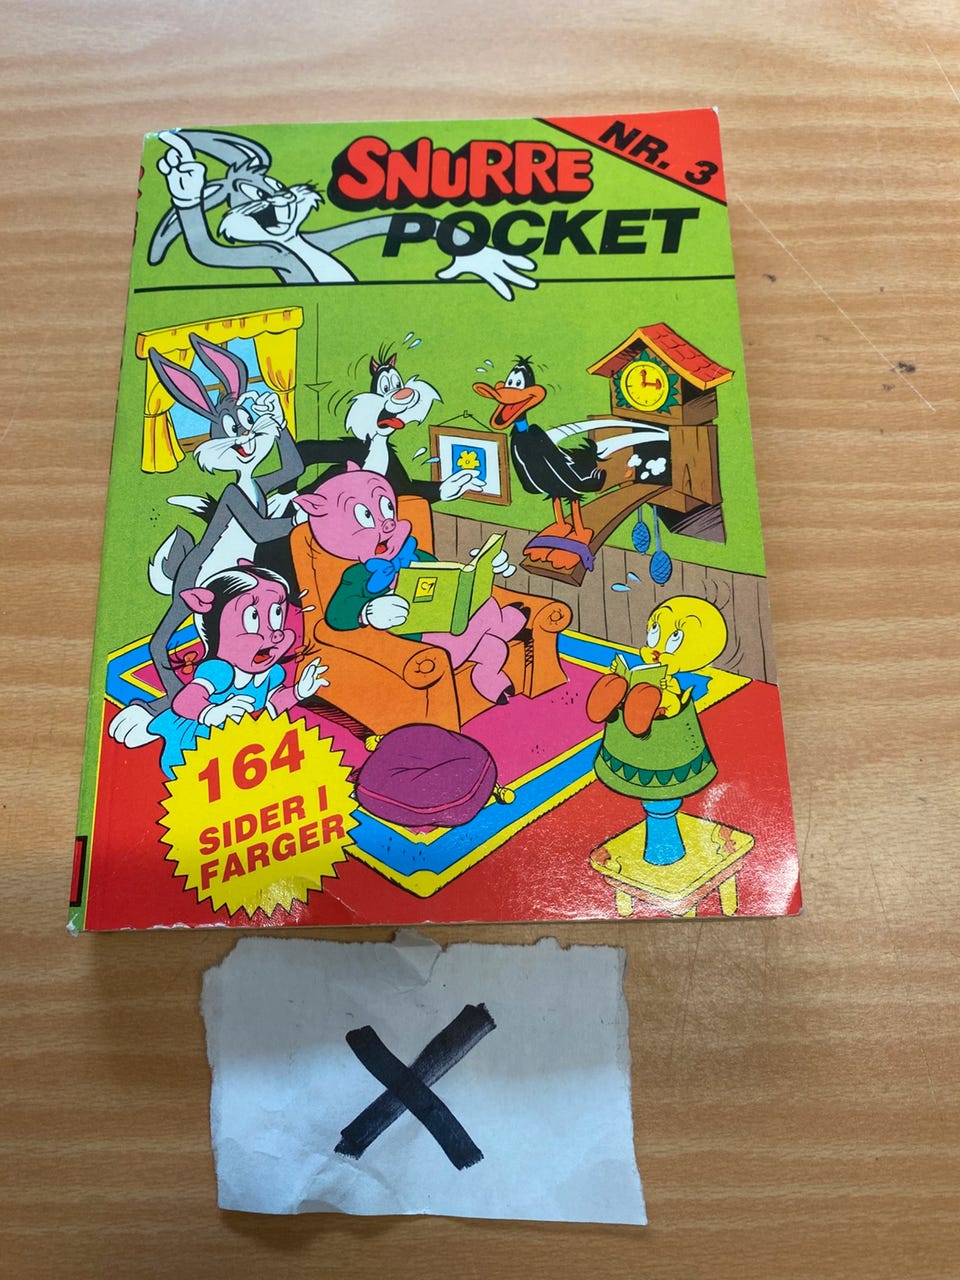 SNURRE
POCKET
NR. 3
164
SIDER I
FARGER
X